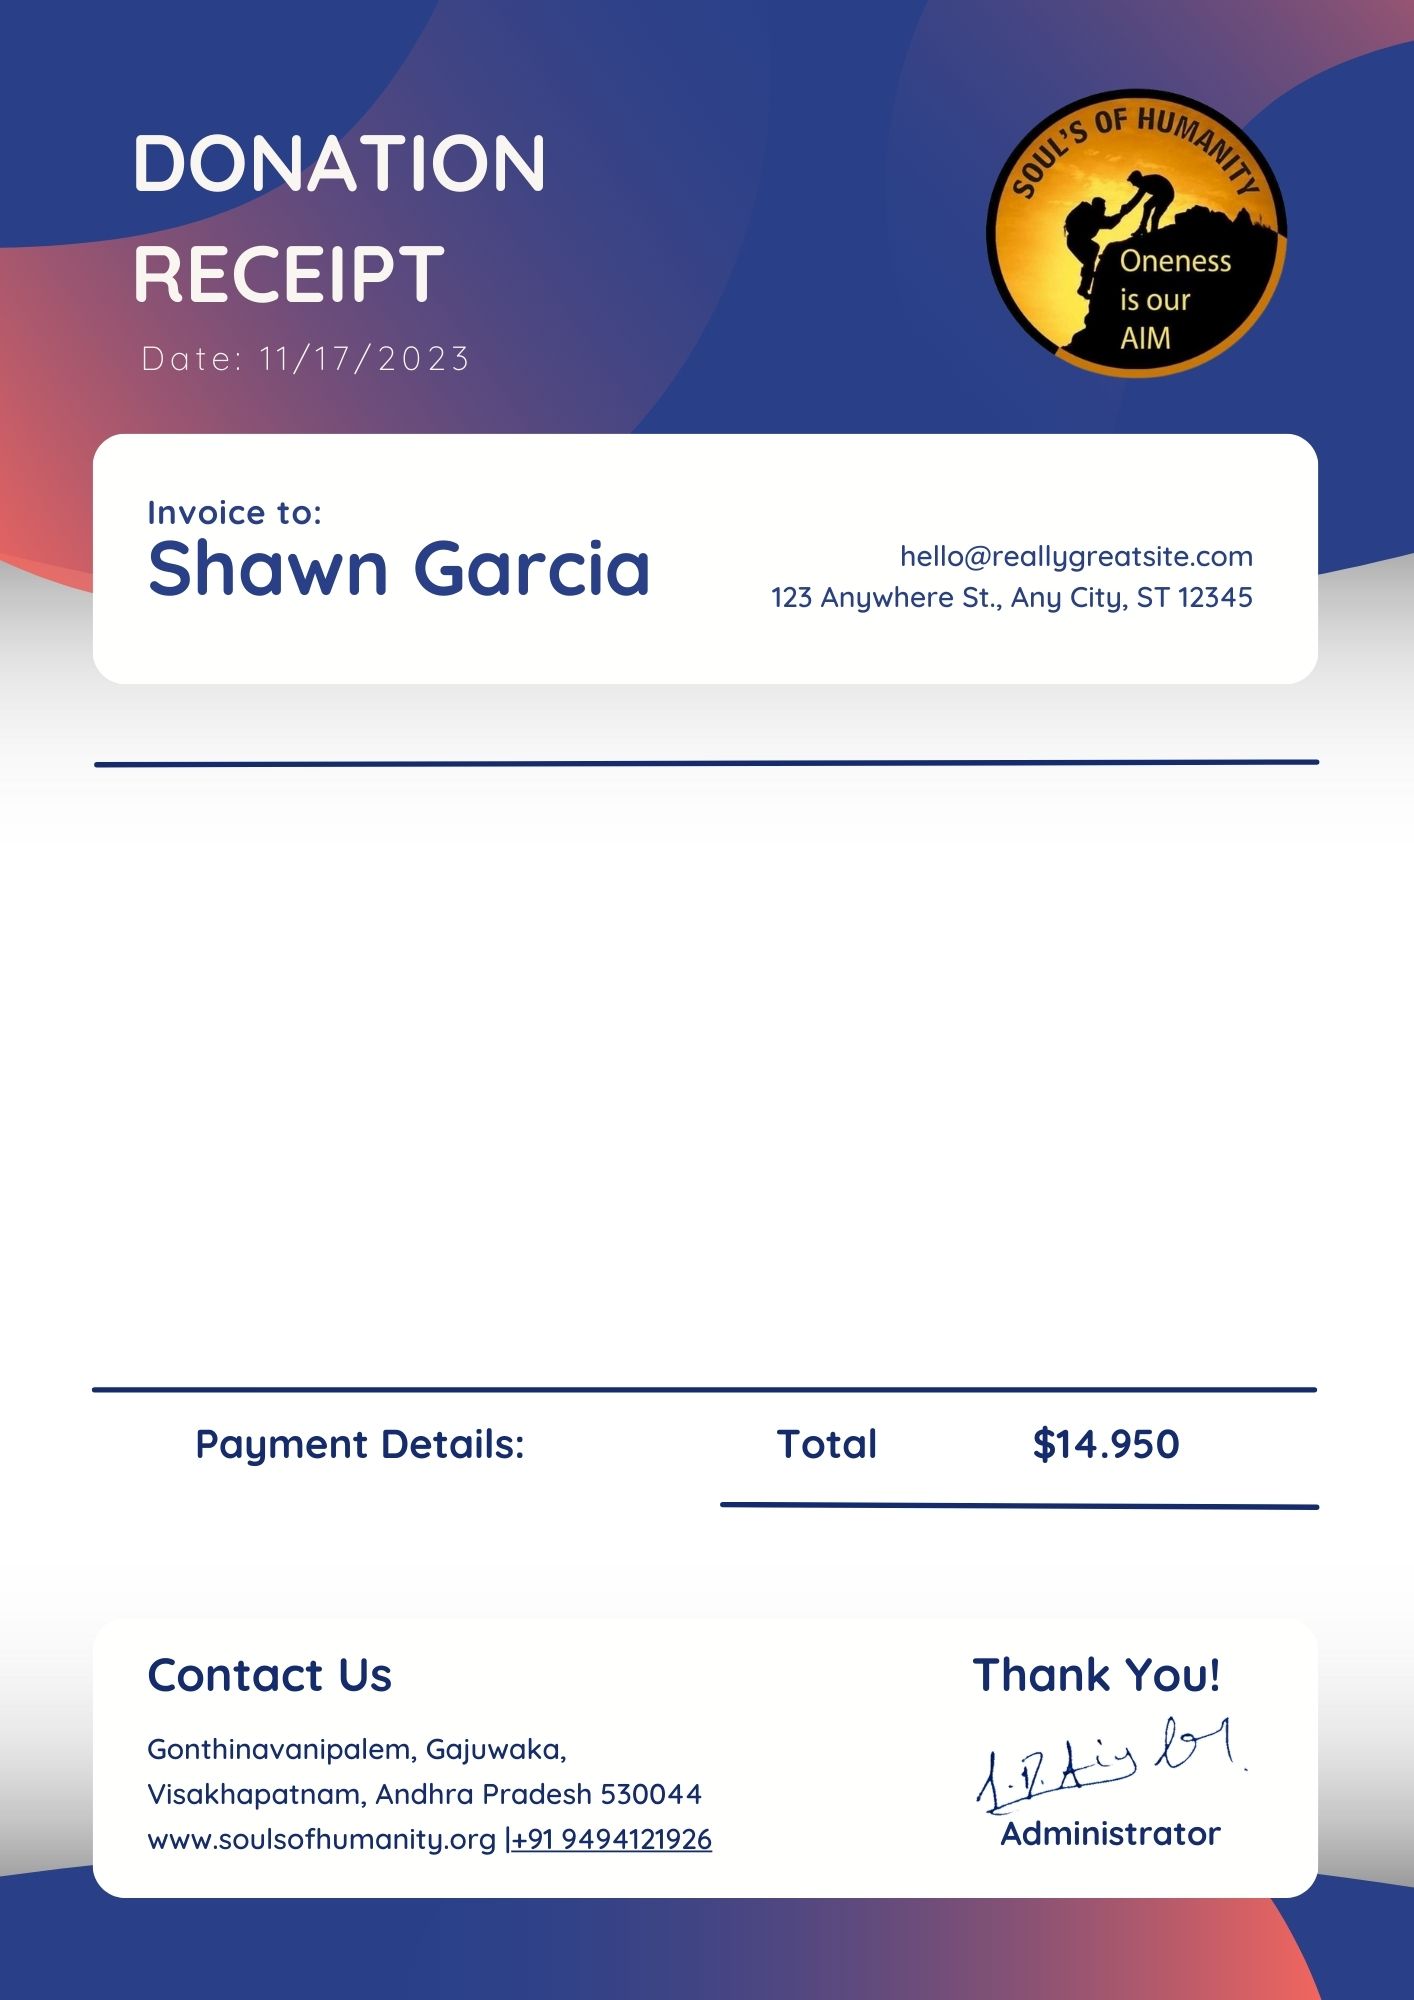 DONATION
RECEIPT
Date: 11/17/2023
SOUL'S OF HUMANITY
Oneness
is our
AIM
Invoice to:
Shawn Garcia
hello@reallygreatsite.com
123 Anywhere St., Any City, ST 12345
Payment Details:
Total $14.950
Contact Us
Gonthinavanipalem, Gajuwaka,
Visakhapatnam, Andhra Pradesh 530044
www.soulsofhumanity.org |+91 9494121926
Thank You!
Administrator